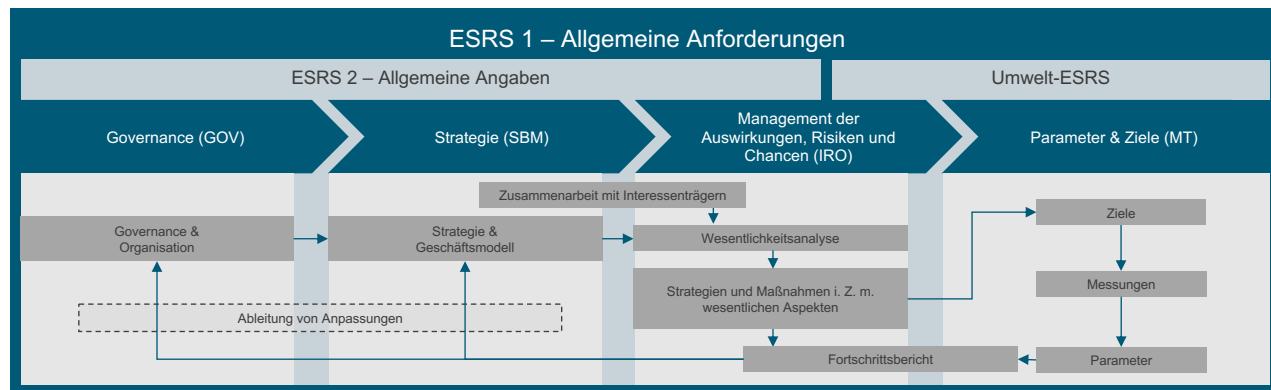 ESRS 1 – Allgemeine Anforderungen
ESRS 2 – Allgemeine Angaben
Umwelt-ESRS
Governance (GOV)
Strategie (SBM)
Management der
Auswirkungen, Risiken und
Chancen (IRO)
Parameter & Ziele (MT)
Zusammenarbeit mit Interessenträgern
Governance &
Organisation
Strategie &
Geschäftsmodell
Wesentlichkeitsanalyse
Ziele
Strategien und Maßnahmen i. Z. m.
wesentlichen Aspekten
Messungen
Ableitung von Anpassungen
Fortschrittsbericht
Parameter